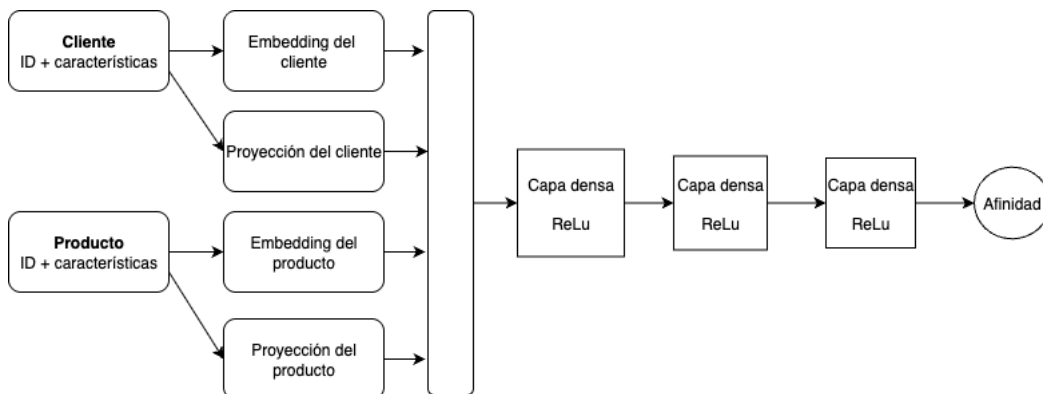 Cliente
ID + características
Embedding del
cliente
Proyección del cliente
Producto
ID + características
Embedding del
producto
Proyección del
producto
Capa densa
ReLu
Capa densa
ReLu
Capa densa
ReLu
Afinidad